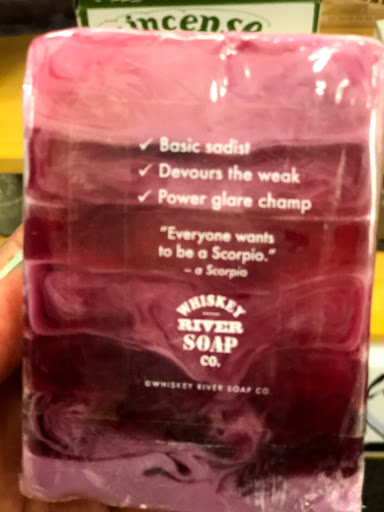 incense
✓ Basic sadist
✓ Devours the weak
✓ Power glare champ
"Everyone wants
to be a Scorpio."
– a Scorpio
WHISKEY
RIVER
SOAP
CO.
©WHISKEY RIVER SOAP CO.